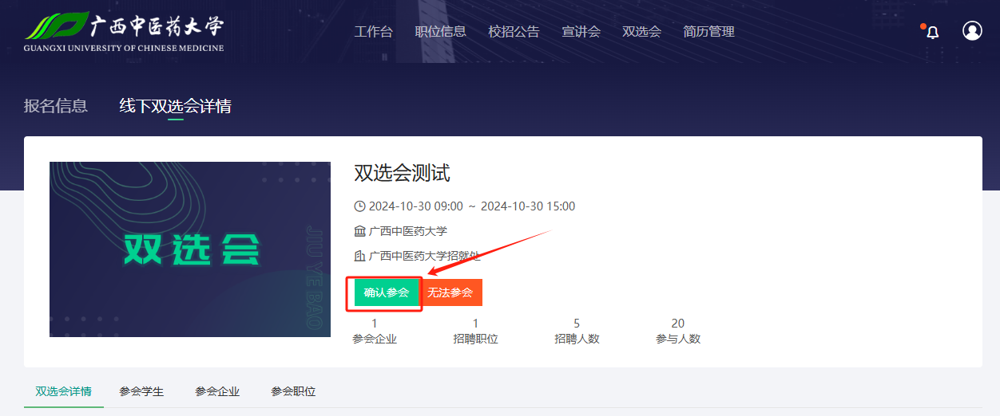 广西中医药大学
GUANGXI UNIVERSITY OF CHINESE MEDICINE
工作台 职位信息 校招公告 宣讲会 双选会 简历管理
报名信息 线下双选会详情
双选会
JIU YE BAO
双选会测试
2024-10-30 09:00 ~ 2024-10-30 15:00
广西中医药大学
广西中医药大学招就处
确认参会 无法参会
1 1 5 20
参会企业 招聘职位 招聘人数 参与人数
双选会详情 参会学生 参会企业 参会职位